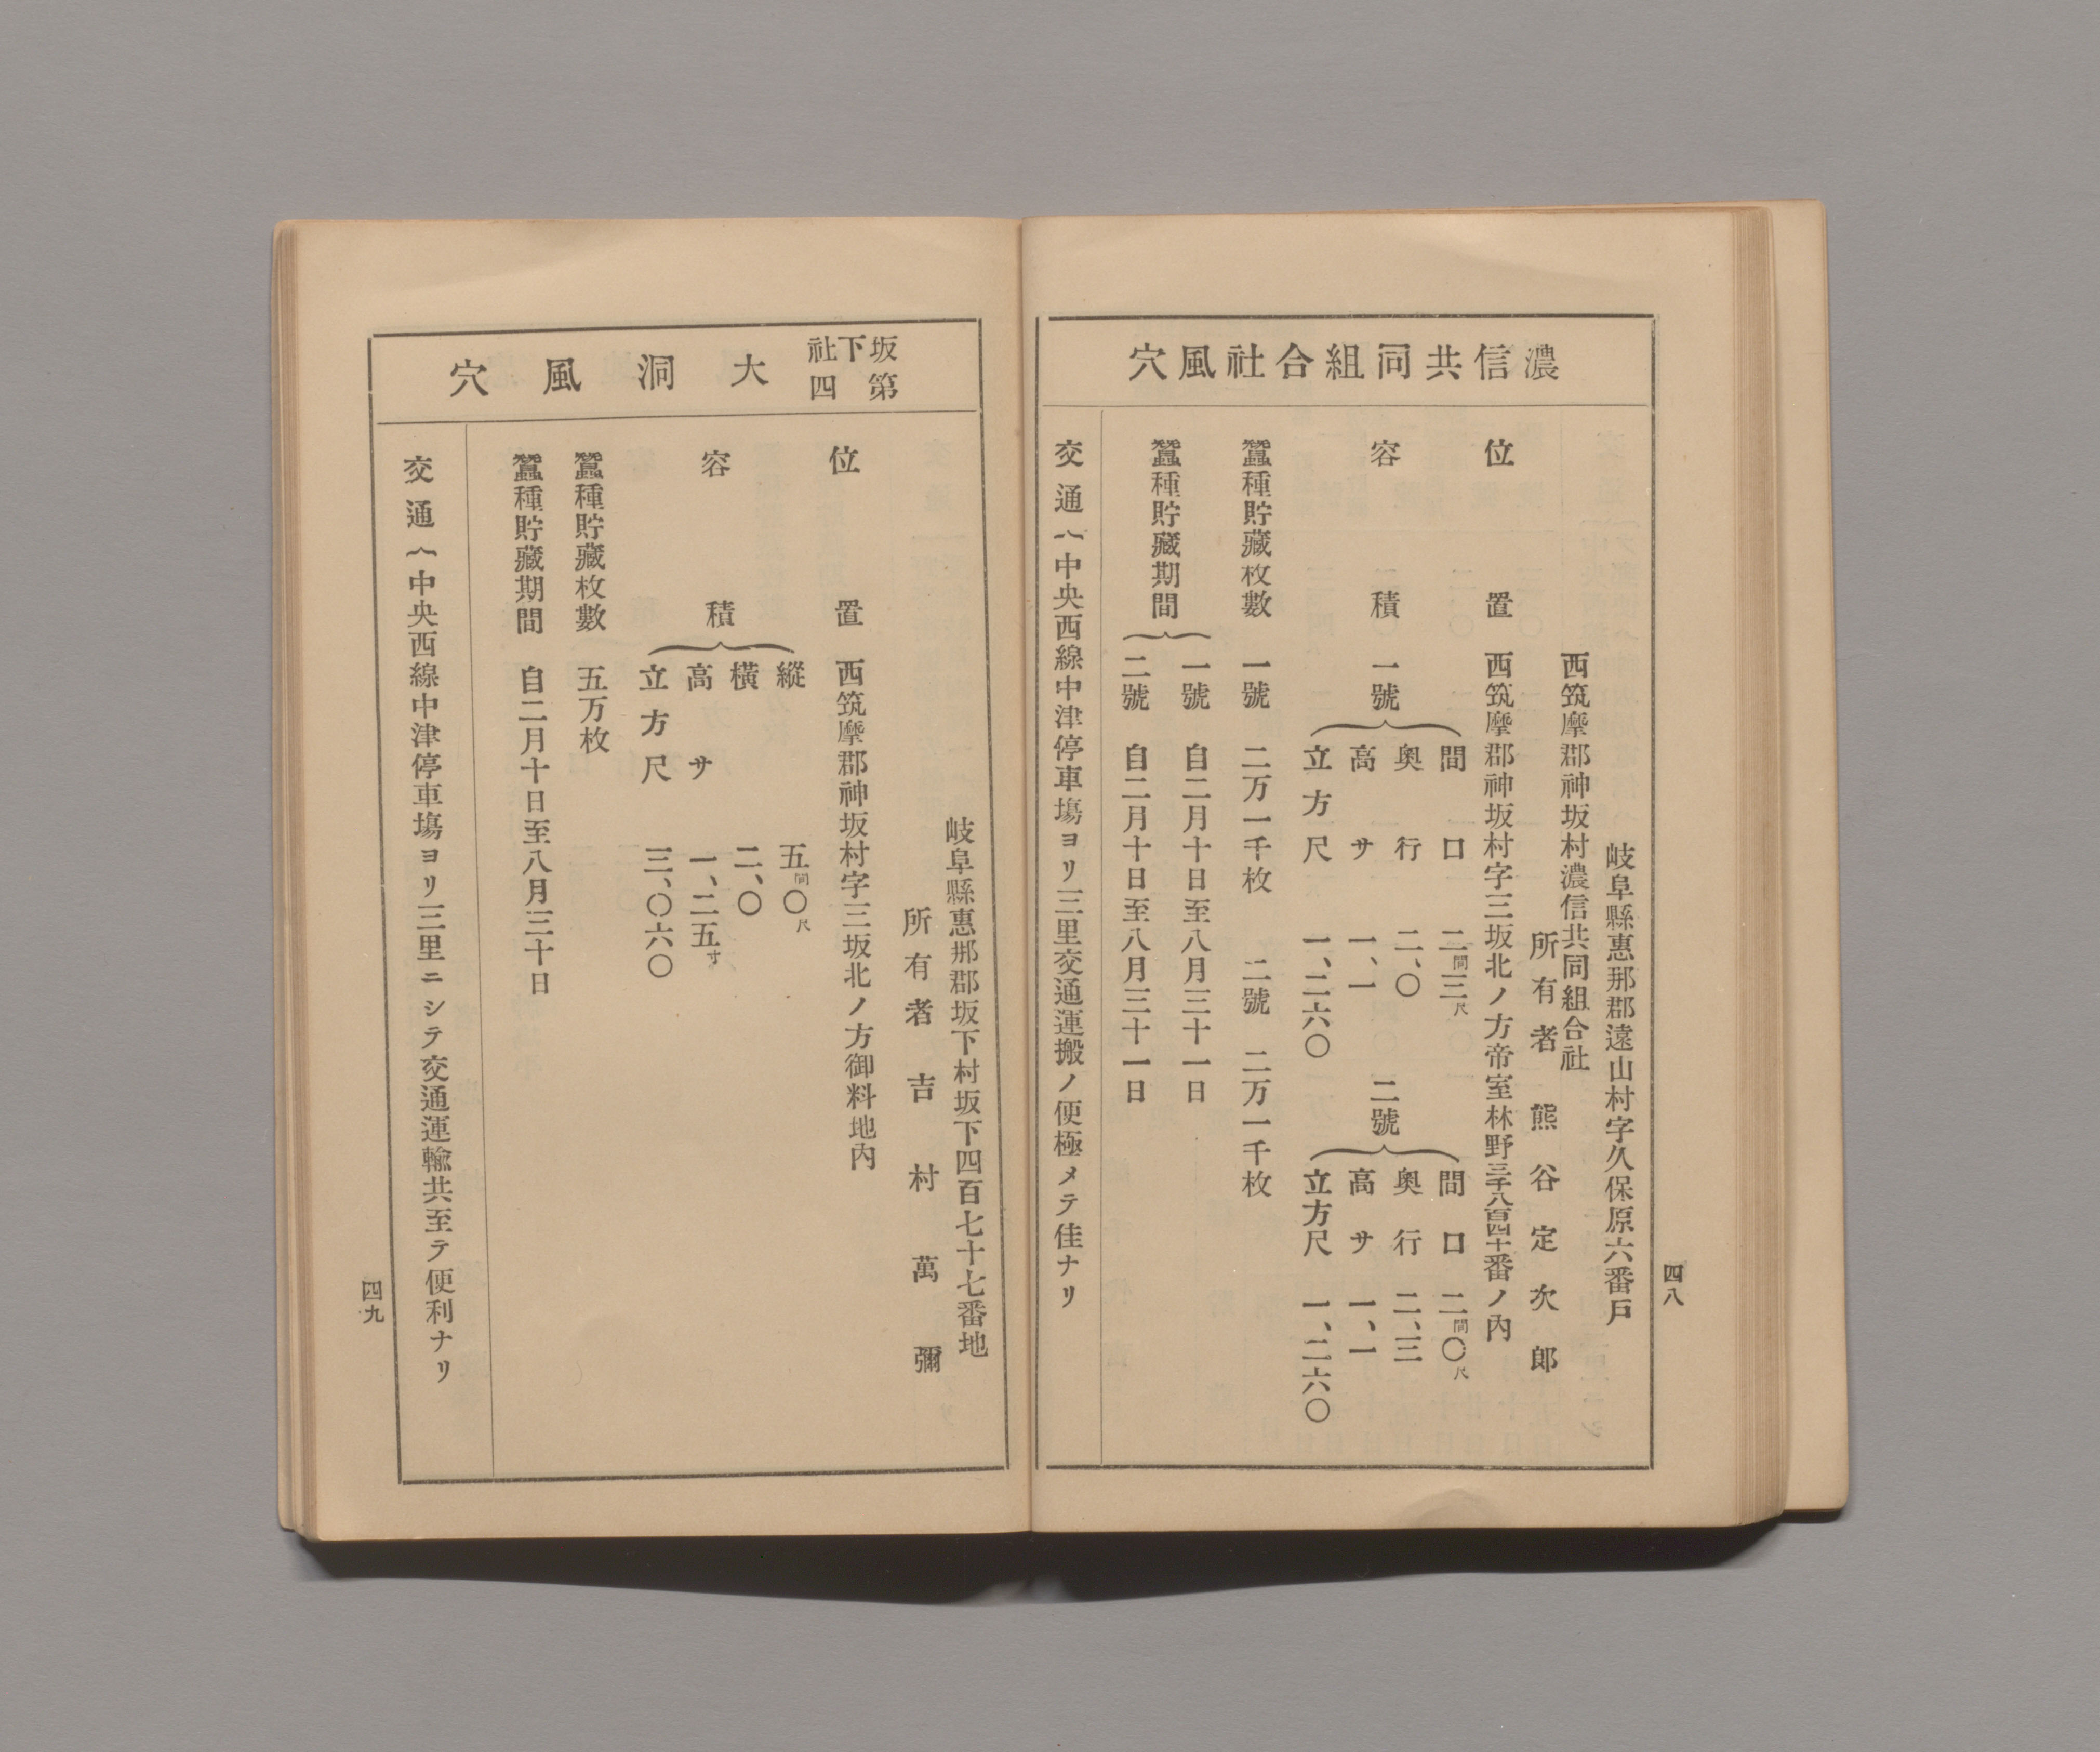 四八
濃信共同組合社風穴
岐阜縣惠那郡遠山村字久保原六番戶
西筑摩郡神坂村濃信共同組合社
所有者 熊谷定次郎
位置 西筑摩郡神坂村字三坂北ノ方帝室林野三千八百四十番ノ內
容積 一號 間口 二間三尺
奧行 二、〇
高サ 一、一
立方尺 一、二六〇
二號 間口 二間〇尺
奧行 二、三
高サ 一、一
立方尺 一、二六〇
蠶種貯藏枚數 一號 二万一千枚 二號 二万一千枚
蠶種貯藏期間 一號 自二月十日至八月三十一日
二號 自二月十日至八月三十一日
交通ハ中央西線中津停車塲ヨリ三里交通運搬ノ便極メテ佳ナリ
坂下第四社 大洞風穴
岐阜縣惠那郡坂下村坂下四百七十七番地
所有者 吉村萬彌
位置 西筑摩郡神坂村字三坂北ノ方御料地內
容積 縱 五間〇尺
橫 二、〇
高サ 一、二五寸
立方尺 三、〇六〇
蠶種貯藏枚數 五万枚
蠶種貯藏期間 自二月十日至八月三十日
交通ハ中央西線中津停車塲ヨリ三里ニシテ交通運輸共至テ便利ナリ
四九